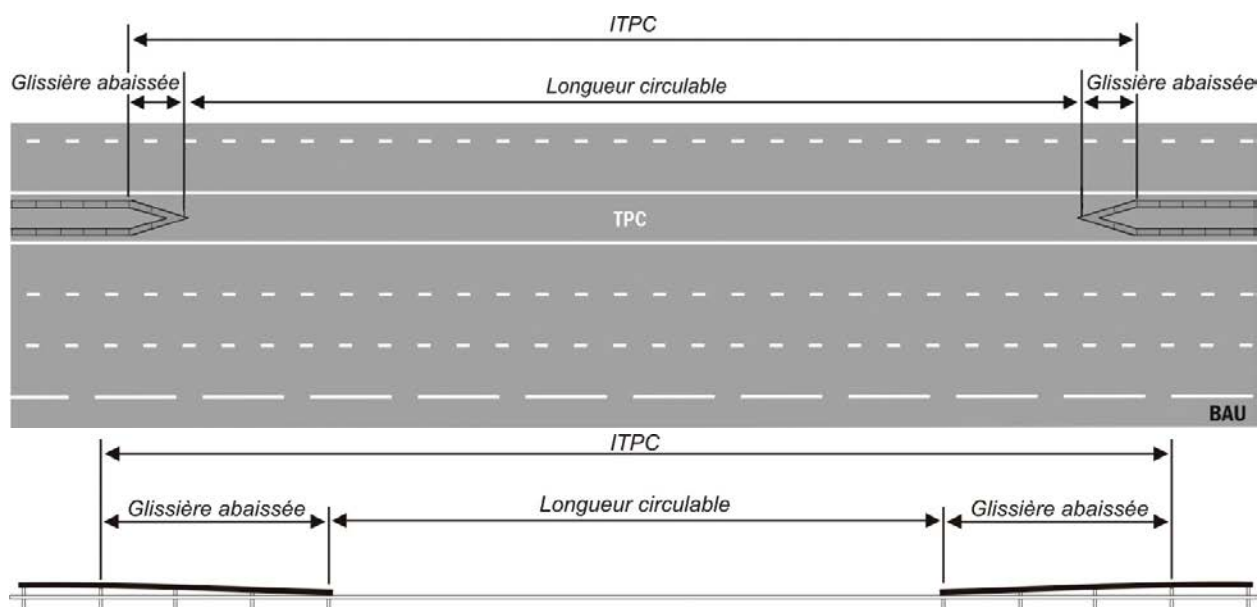 ITPC
Glissière abaissée
Longueur circulable
Glissière abaissée
TPC
BAU
ITPC
Glissière abaissée
Longueur circulable
Glissière abaissée